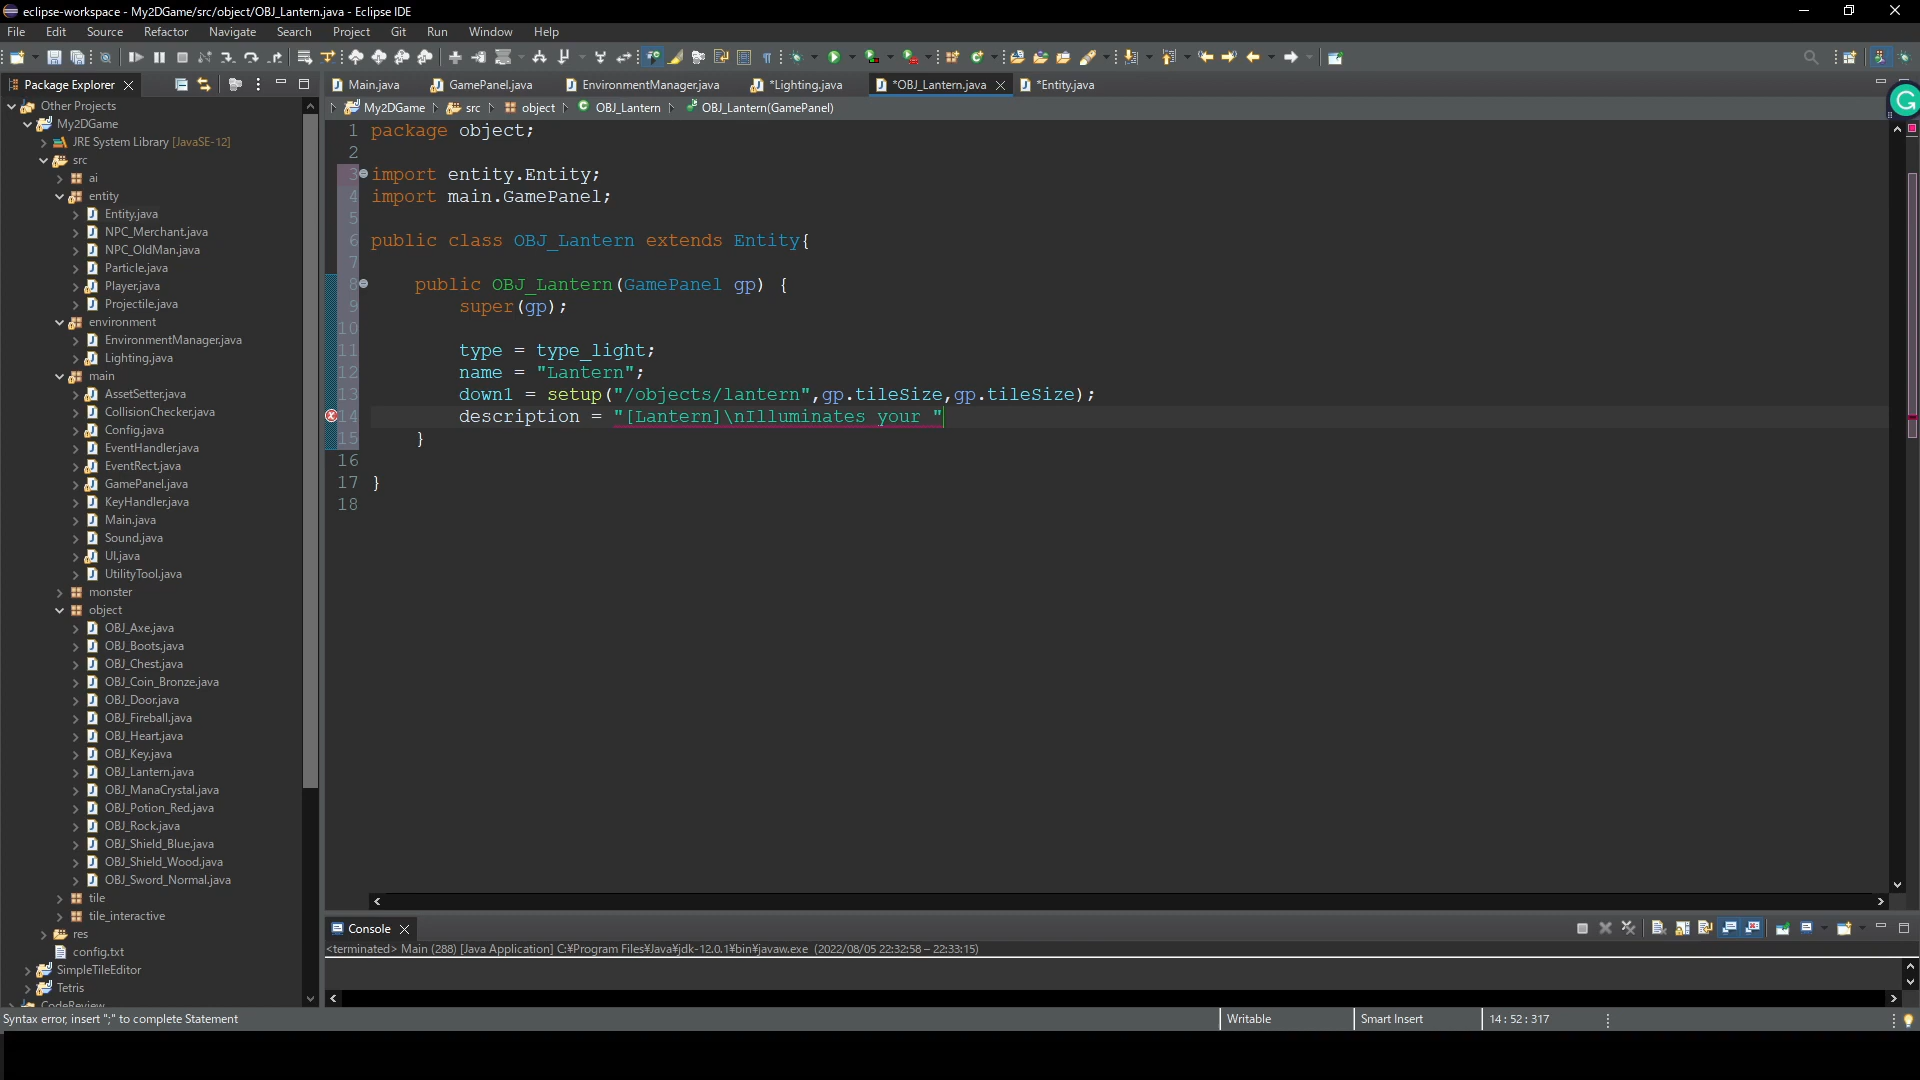 eclipse-workspace - My2DGame/src/object/OBJ_Lantern.java - Eclipse IDE
File Edit Source Refactor Navigate Search Project Git Run Window Help
Package Explorer
Main.java GamePanel.java EnvironmentManager.java *Lighting.java *OBJ_Lantern.java *Entity.java
My2DGame src object OBJ_Lantern OBJ_Lantern(GamePanel)
Other Projects
My2DGame
JRE System Library [JavaSE-12]
src
ai
entity
Entity.java
NPC_Merchant.java
NPC_OldMan.java
Particle.java
Player.java
Projectile.java
environment
EnvironmentManager.java
Lighting.java
main
AssetSetter.java
CollisionChecker.java
Config.java
EventHandler.java
EventRect.java
GamePanel.java
KeyHandler.java
Main.java
Sound.java
UI.java
UtilityTool.java
monster
object
OBJ_Axe.java
OBJ_Boots.java
OBJ_Chest.java
OBJ_Coin_Bronze.java
OBJ_Door.java
OBJ_Fireball.java
OBJ_Heart.java
OBJ_Key.java
OBJ_Lantern.java
OBJ_ManaCrystal.java
OBJ_Potion_Red.java
OBJ_Rock.java
OBJ_Shield_Blue.java
OBJ_Shield_Wood.java
OBJ_Sword_Normal.java
tile
tile_interactive
res
config.txt
SimpleTileEditor
Tetris
CodeReview
1 package object;
2
3 import entity.Entity;
4 import main.GamePanel;
5
6 public class OBJ_Lantern extends Entity{
7
8 public OBJ_Lantern(GamePanel gp) {
9 super(gp);
10
11 type = type_light;
12 name = "Lantern";
13 down1 = setup("/objects/lantern",gp.tileSize,gp.tileSize);
14 description = "[Lantern]\nIlluminates your "
15 }
16
17 }
18
Console
<terminated> Main (288) [Java Application] C:¥Program Files¥Java¥jdk-12.0.1¥bin¥javaw.exe (2022/08/05 22:32:58 – 22:33:15)
Syntax error, insert ";" to complete Statement Writable Smart Insert 14 : 52 : 317